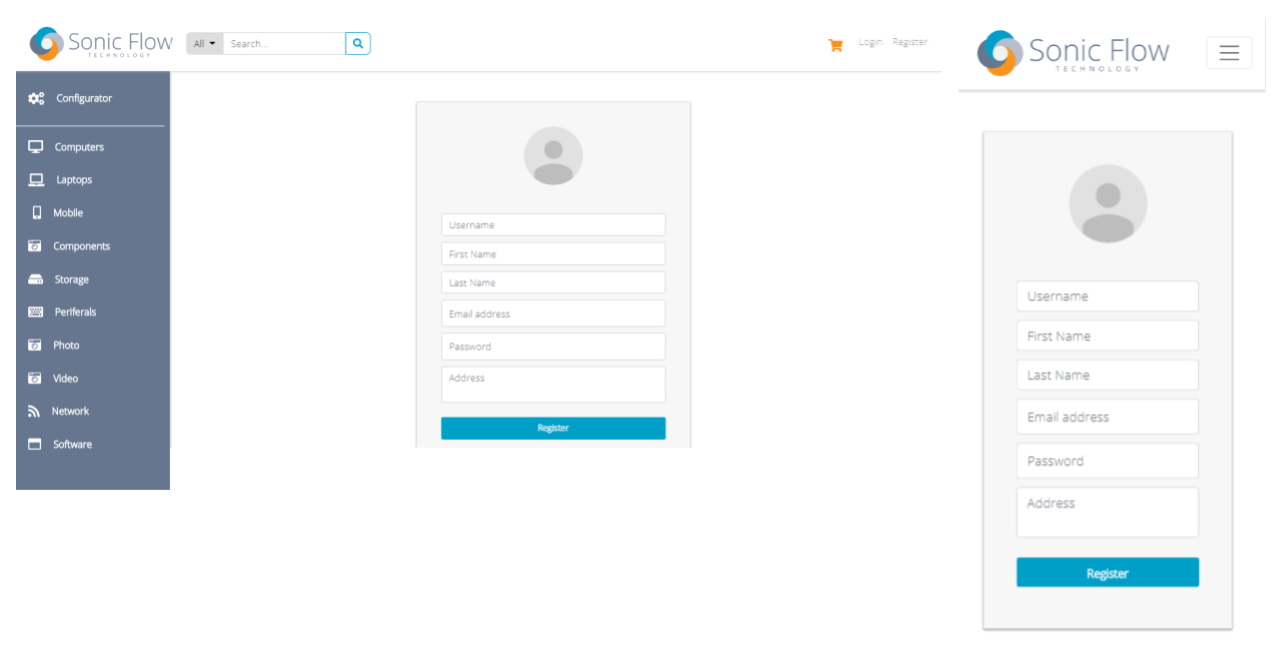 Sonic Flow
TECHNOLOGY
All
Search...
Login Register
Configurator
Computers
Laptops
Mobile
Components
Storage
Periferals
Photo
Video
Network
Software
Username
First Name
Last Name
Email address
Password
Address
Register
Sonic Flow
TECHNOLOGY
Username
First Name
Last Name
Email address
Password
Address
Register